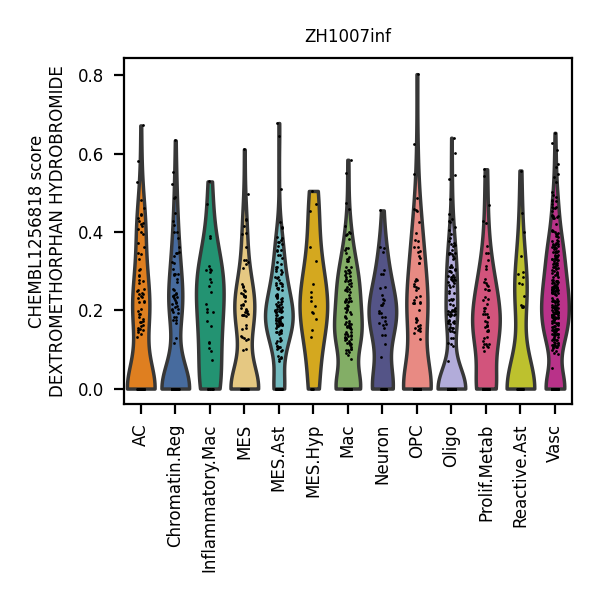 ZH1007inf
CHEMBL1256818 score
DEXTROMETHORPHAN HYDROBROMIDE
0.8
0.6
0.4
0.2
0.0
AC
Chromatin.Reg
Inflammatory.Mac
MES
MES.Ast
MES.Hyp
Mac
Neuron
OPC
Oligo
Prolif.Metab
Reactive.Ast
Vasc